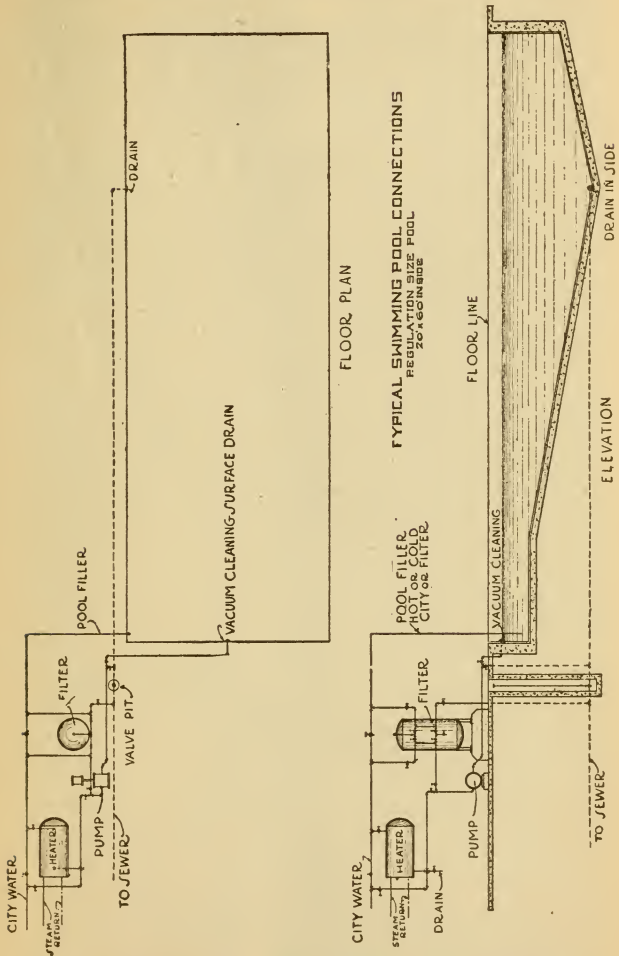 CITY WATER
STEAM
RETURN
HEATER
PUMP
TO SEWER
FILTER
VALVE PIT
POOL FILLER
VACUUM CLEANING-SURFACE DRAIN
DRAIN
FLOOR PLAN
TYPICAL SWIMMING POOL CONNECTIONS
REGULATION SIZE POOL
20'x60' INSIDE
CITY WATER
STEAM
RETURN
HEATER
DRAIN
PUMP
FILTER
POOL FILLER
HOT OR COLD
CITY OR FILTER
VACUUM CLEANING
FLOOR LINE
TO SEWER
ELEVATION
DRAIN IN SIDE